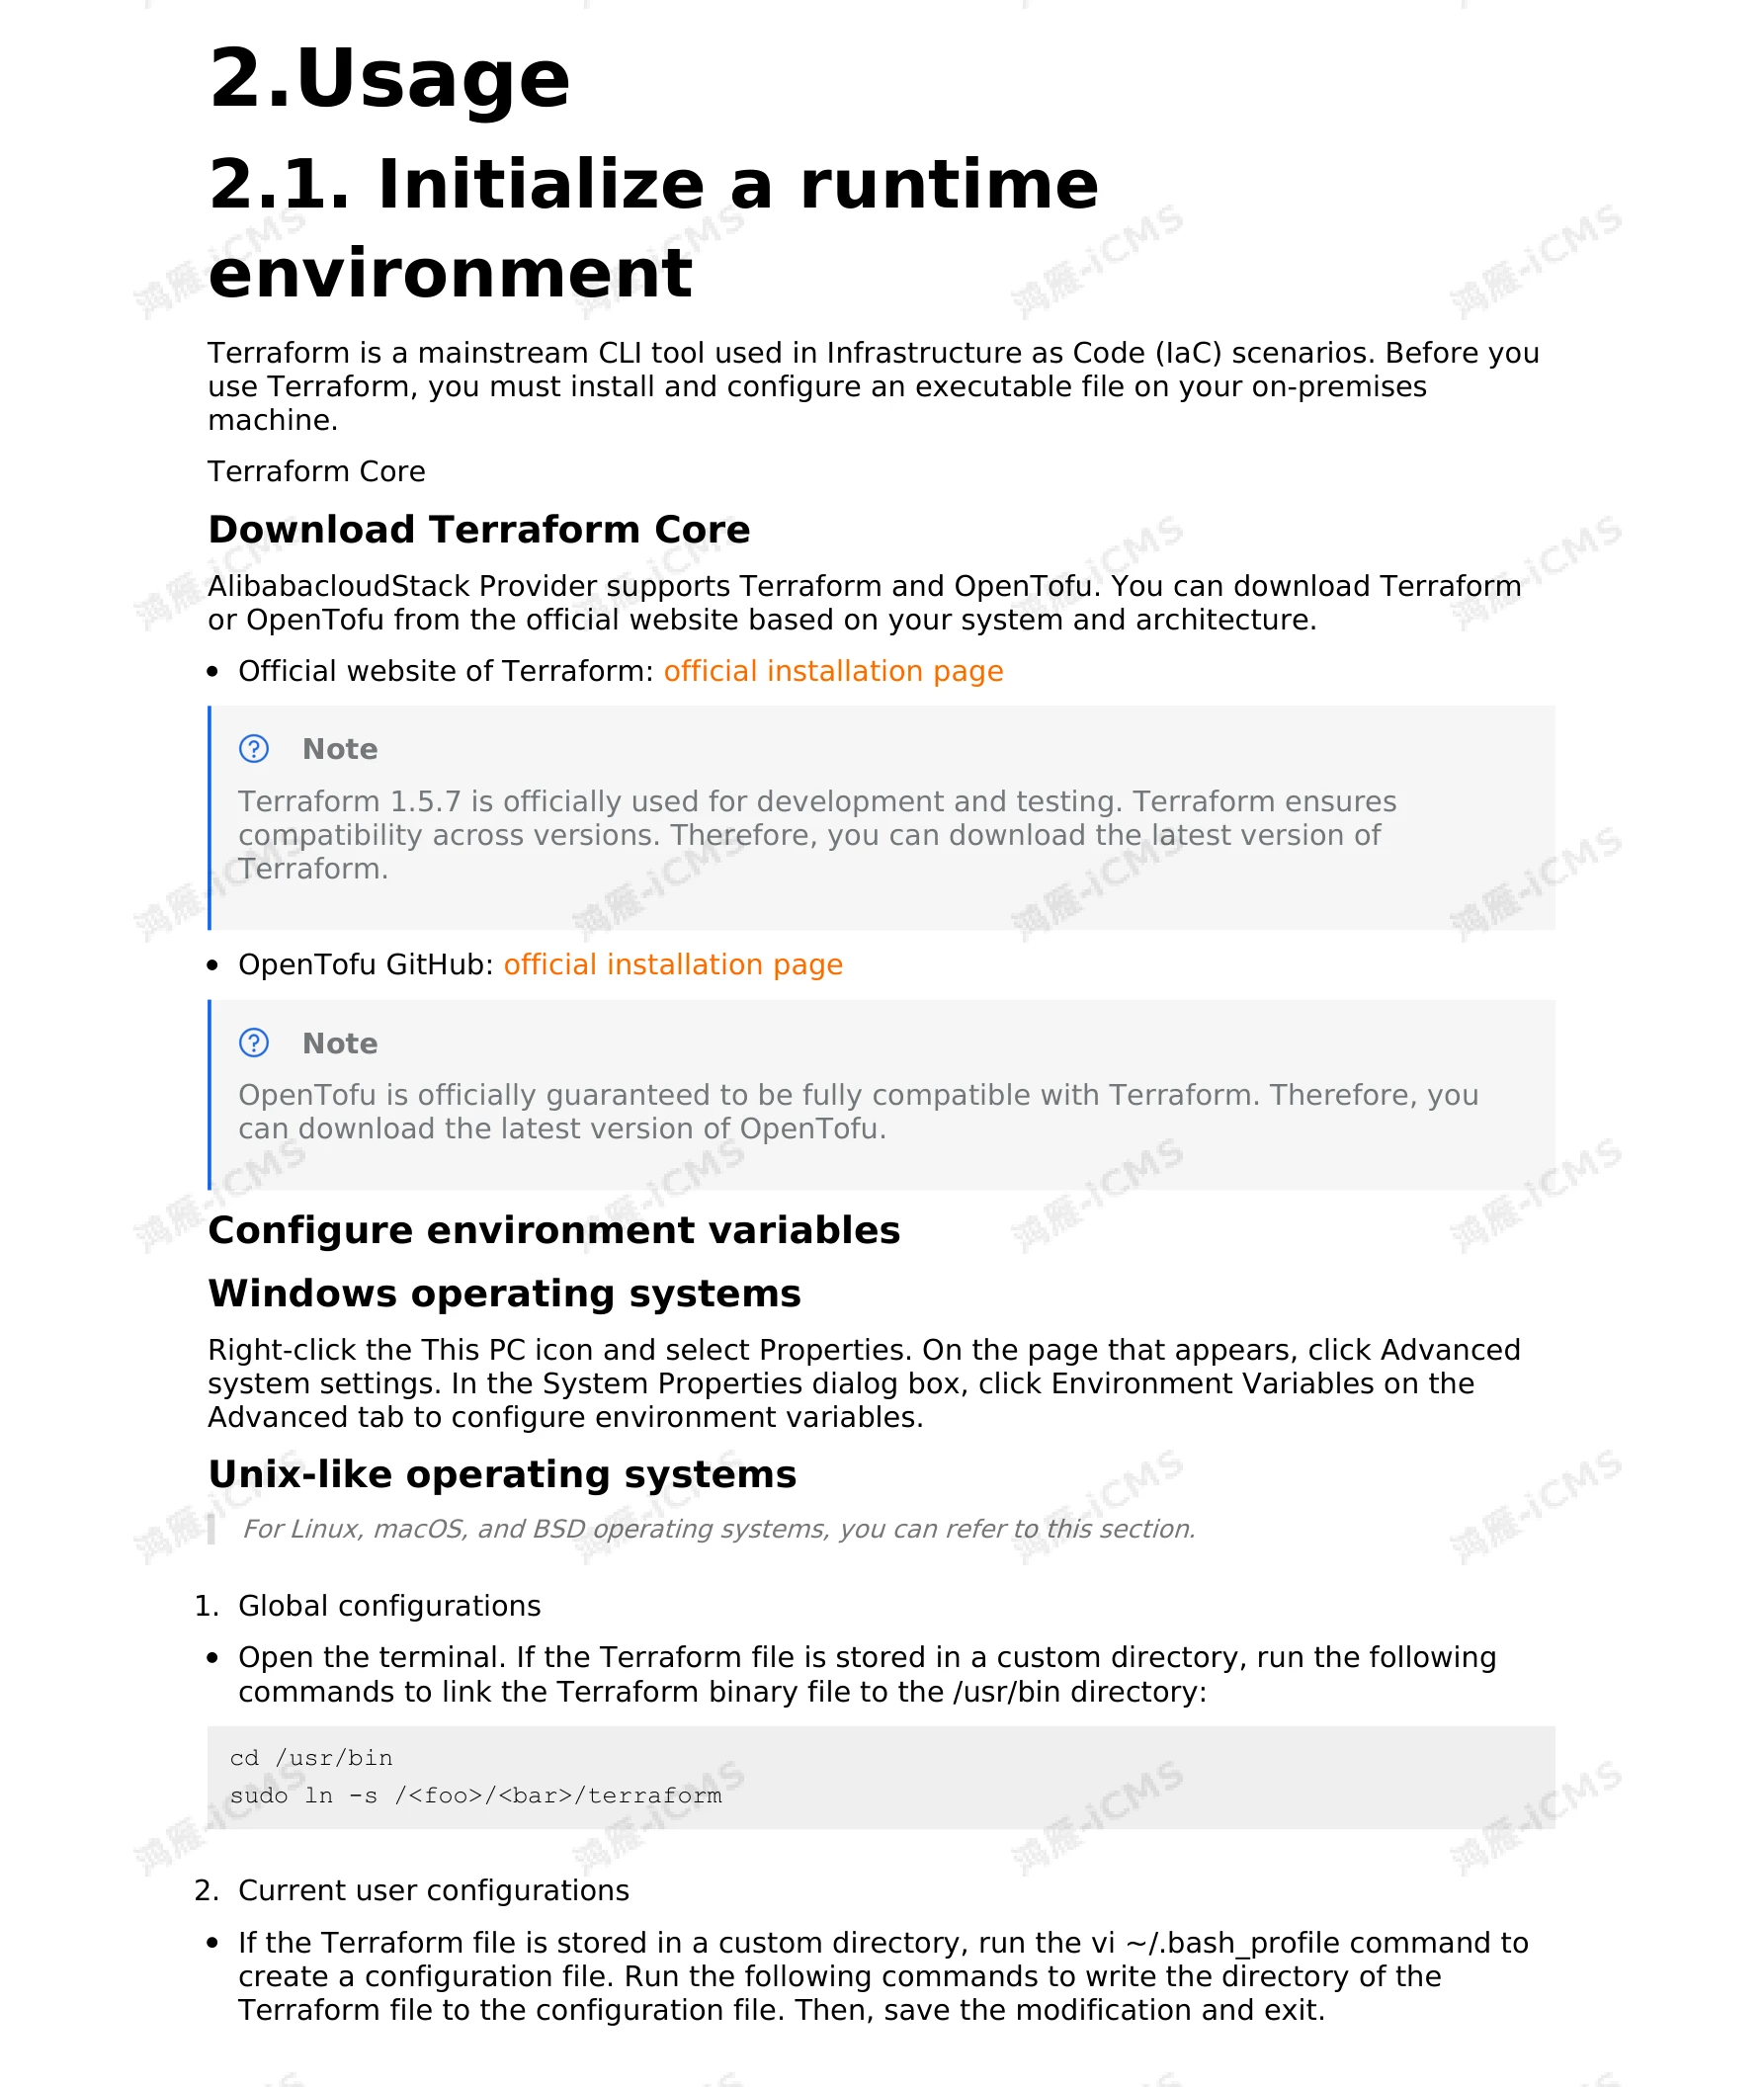 2.Usage
2.1. Initialize a runtime
environment
Terraform is a mainstream CLI tool used in Infrastructure as Code (IaC) scenarios. Before you
use Terraform, you must install and configure an executable file on your on-premises
machine.
Terraform Core
Download Terraform Core
AlibabacloudStack Provider supports Terraform and OpenTofu. You can download Terraform
or OpenTofu from the official website based on your system and architecture.
• Official website of Terraform: official installation page
Note
Terraform 1.5.7 is officially used for development and testing. Terraform ensures
compatibility across versions. Therefore, you can download the latest version of
Terraform.
• OpenTofu GitHub: official installation page
Note
OpenTofu is officially guaranteed to be fully compatible with Terraform. Therefore, you
can download the latest version of OpenTofu.
Configure environment variables
Windows operating systems
Right-click the This PC icon and select Properties. On the page that appears, click Advanced
system settings. In the System Properties dialog box, click Environment Variables on the
Advanced tab to configure environment variables.
Unix-like operating systems
For Linux, macOS, and BSD operating systems, you can refer to this section.
1. Global configurations
• Open the terminal. If the Terraform file is stored in a custom directory, run the following
commands to link the Terraform binary file to the /usr/bin directory:
cd /usr/bin
sudo ln -s /<foo>/<bar>/terraform
2. Current user configurations
• If the Terraform file is stored in a custom directory, run the vi ~/.bash_profile command to
create a configuration file. Run the following commands to write the directory of the
Terraform file to the configuration file. Then, save the modification and exit.
鸿雁-iCMS